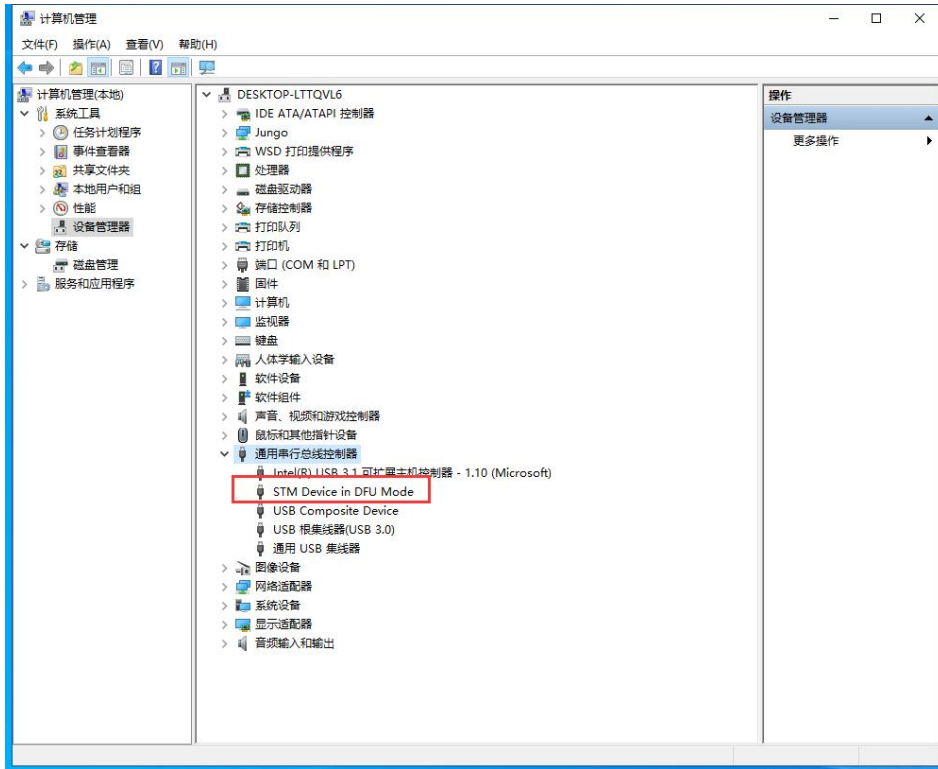 计算机管理
文件(F) 操作(A) 查看(V) 帮助(H)
计算机管理(本地)
系统工具
任务计划程序
事件查看器
共享文件夹
本地用户和组
性能
设备管理器
存储
磁盘管理
服务和应用程序
DESKTOP-LTTQVL6
IDE ATA/ATAPI 控制器
Jungo
WSD 打印提供程序
处理器
磁盘驱动器
存储控制器
打印队列
打印机
端口 (COM 和 LPT)
固件
计算机
监视器
键盘
人体学输入设备
软件设备
软件组件
声音、视频和游戏控制器
鼠标和其他指针设备
通用串行总线控制器
Intel(R) USB 3.1 可扩展主机控制器 - 1.10 (Microsoft)
STM Device in DFU Mode
USB Composite Device
USB 根集线器(USB 3.0)
通用 USB 集线器
图像设备
网络适配器
系统设备
显示适配器
音频输入和输出
操作
设备管理器
更多操作